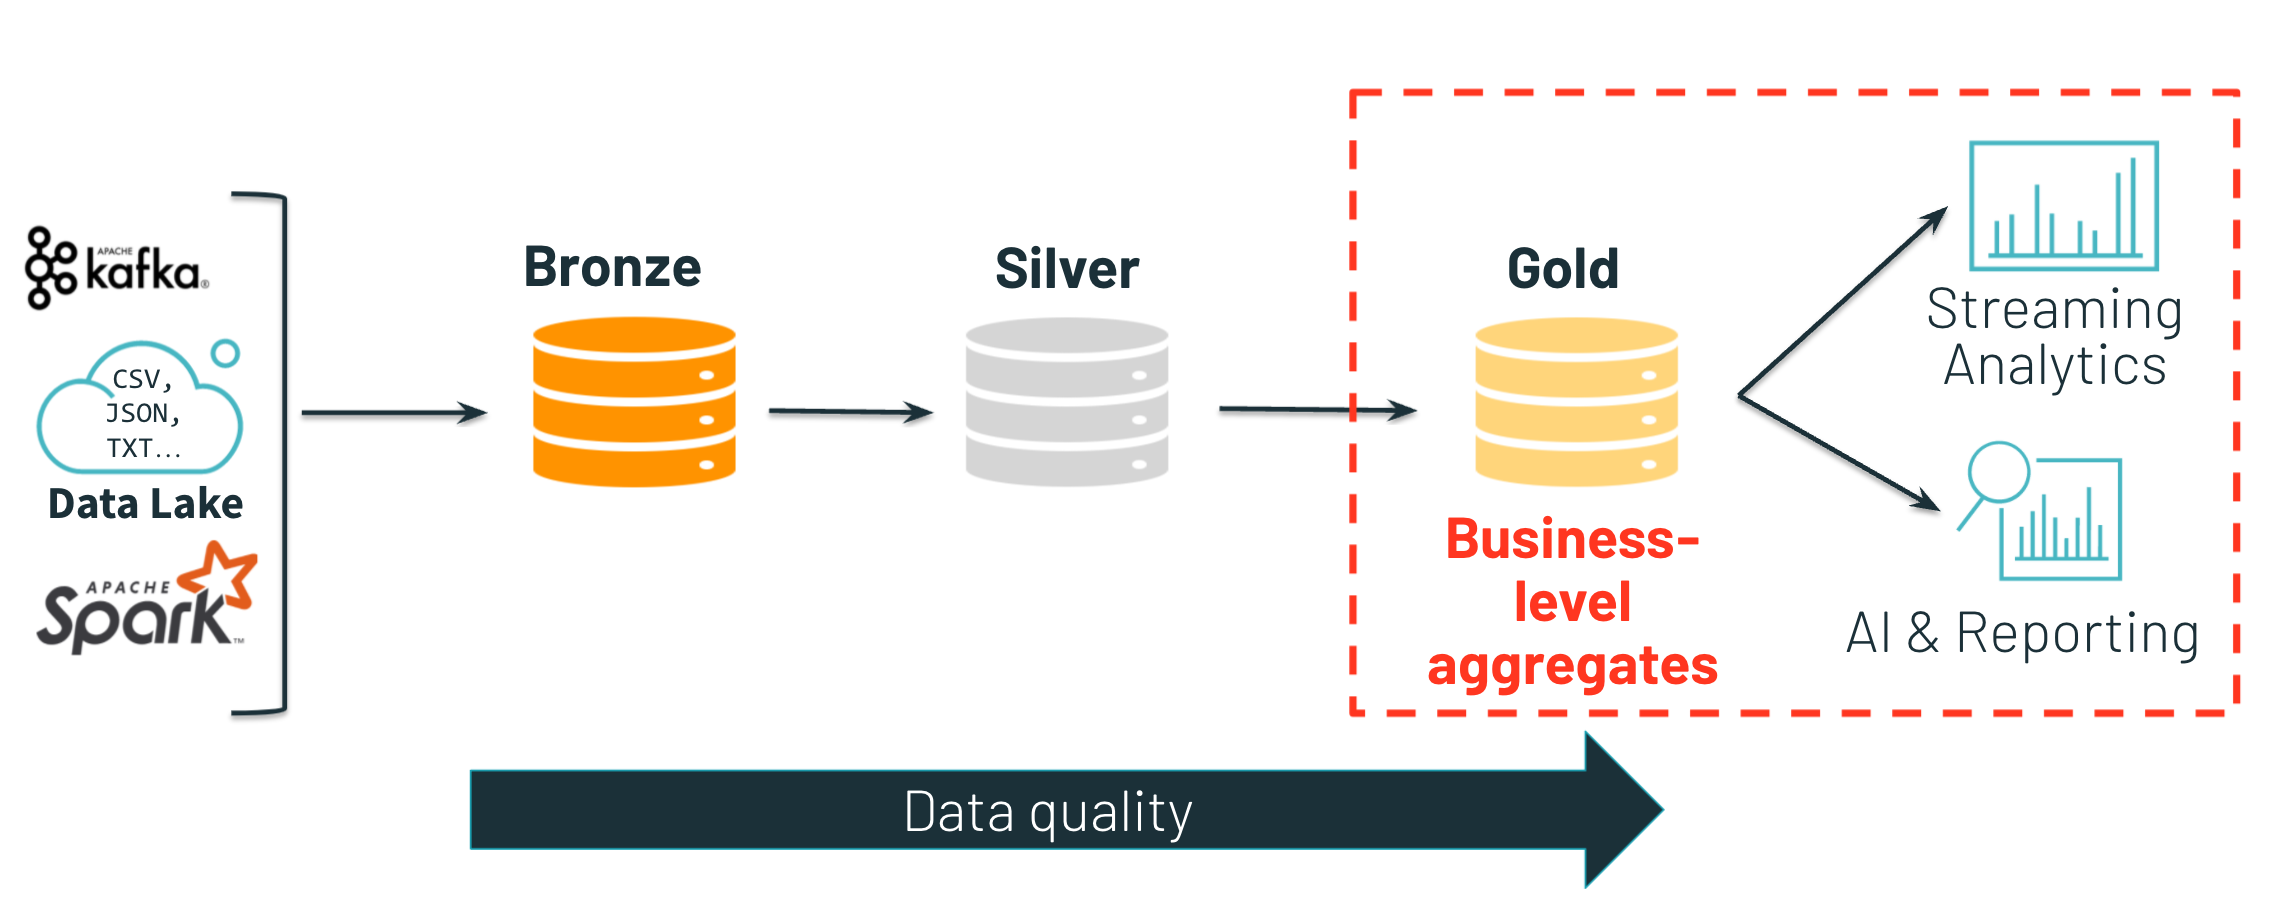 APACHE
kafka®
CSV,
JSON,
TXT...
Data Lake
APACHE
Spark™
Bronze
Silver
Gold
Business-
level
aggregates
Streaming
Analytics
AI & Reporting
Data quality